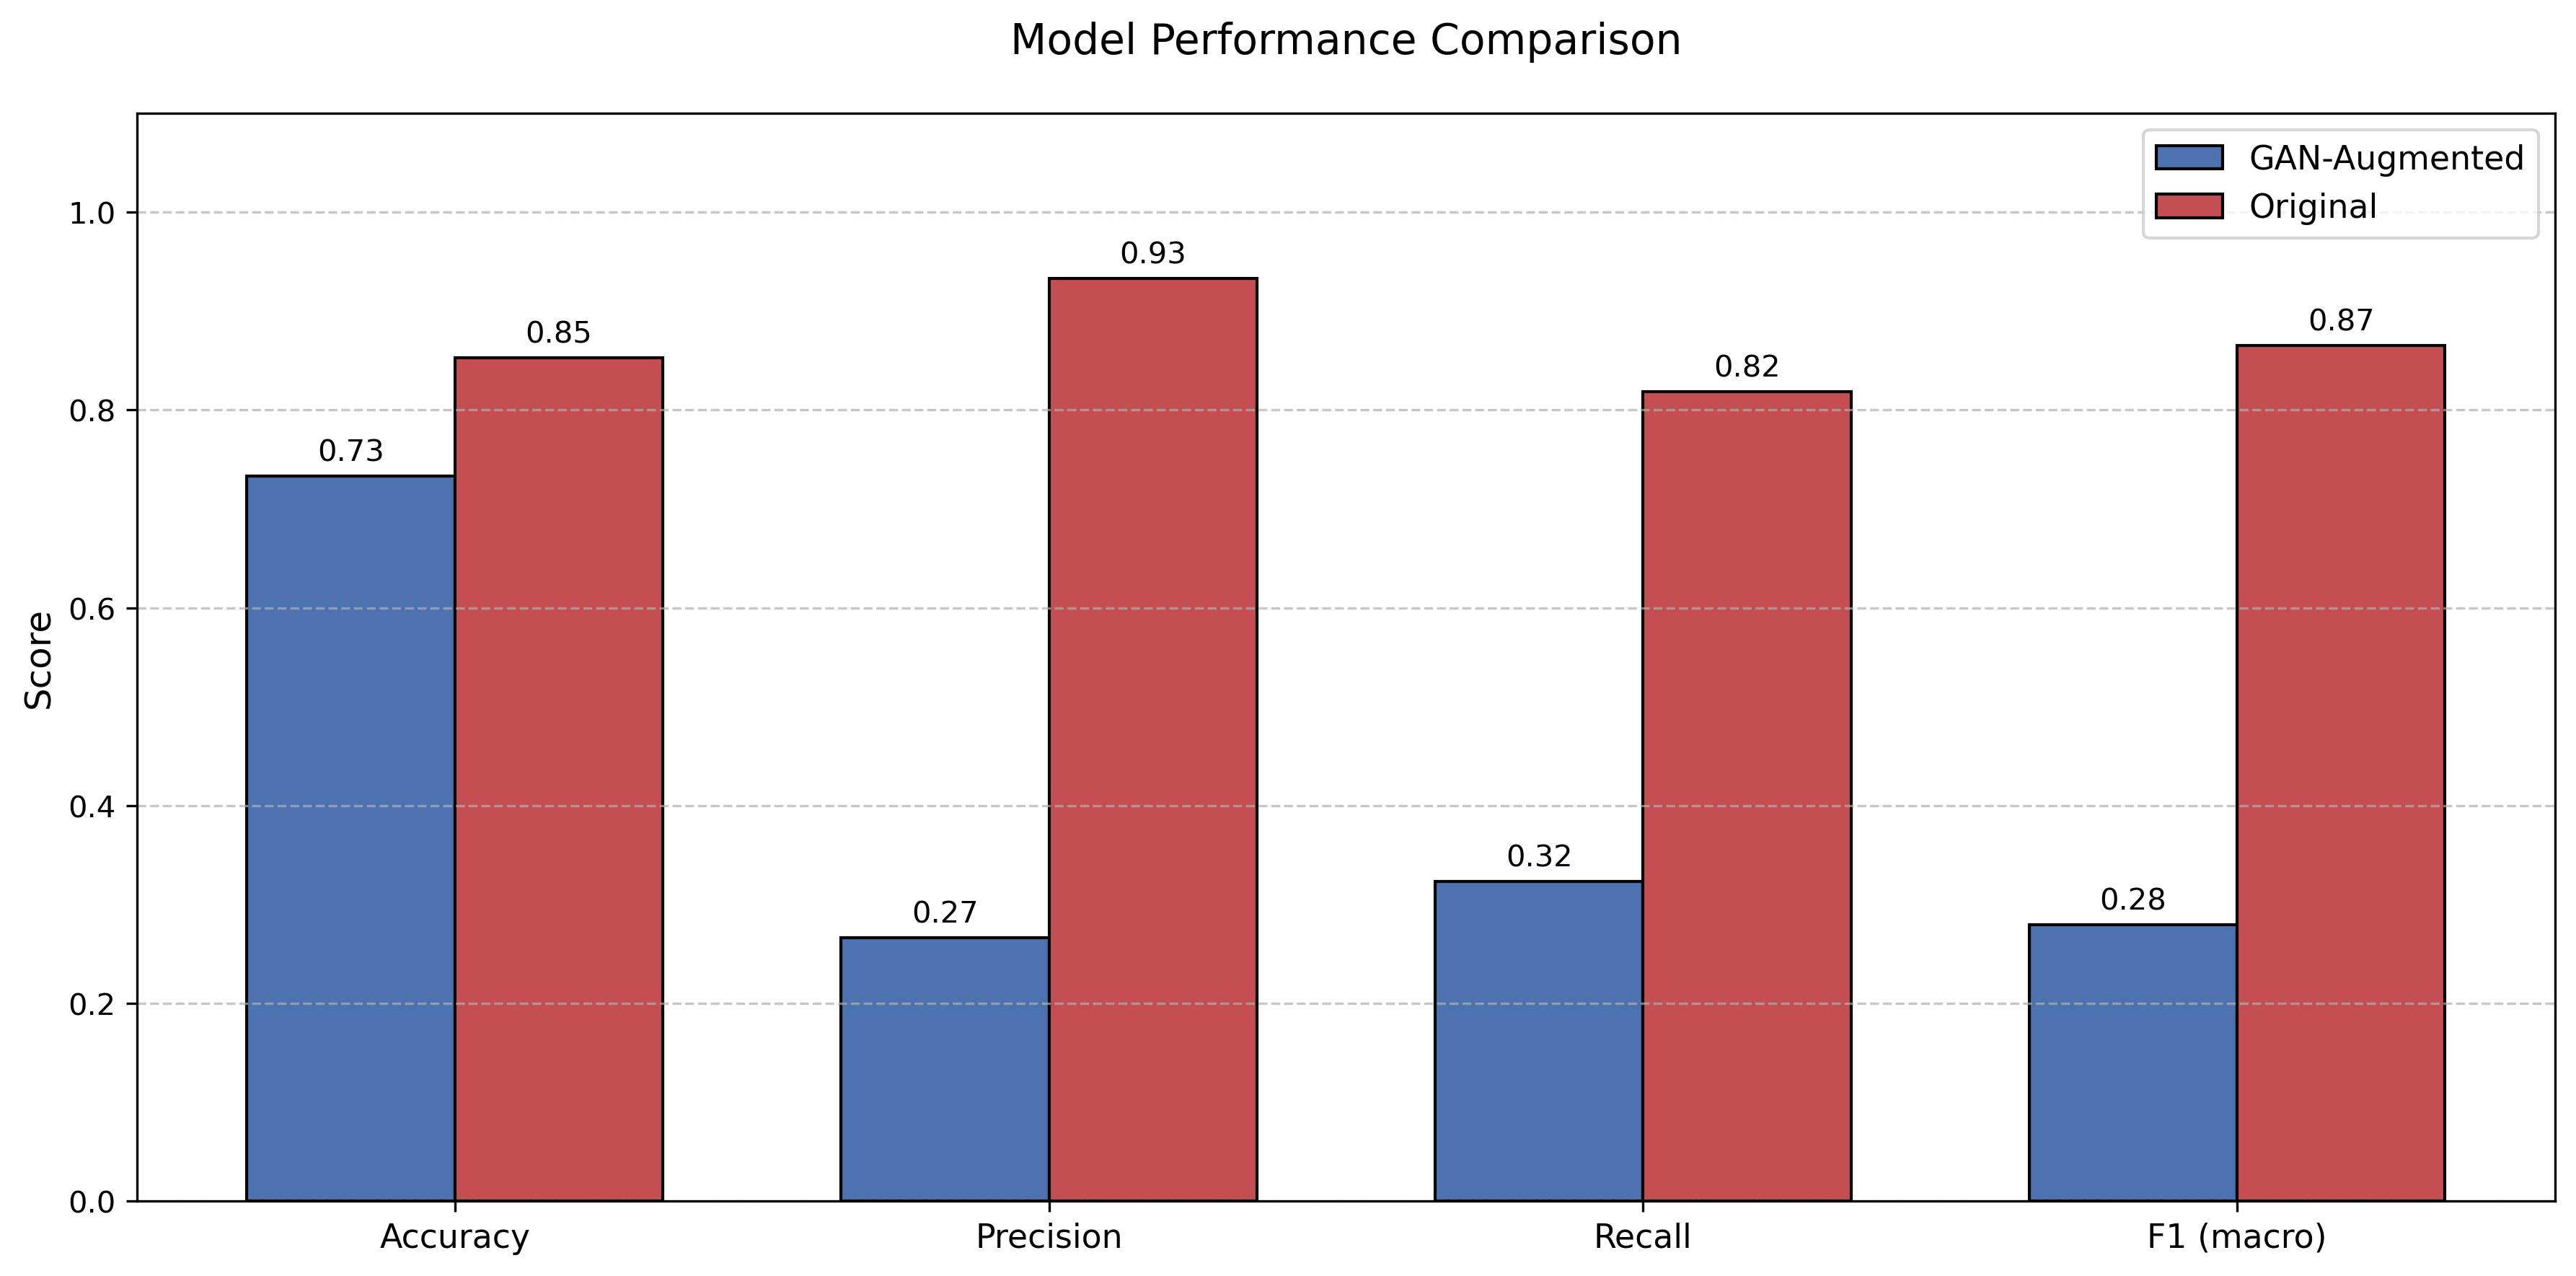 Model Performance Comparison
GAN-Augmented
Original
Score
1.0
0.8
0.6
0.4
0.2
0.0
0.73
0.85
0.27
0.93
0.32
0.82
0.28
0.87
Accuracy
Precision
Recall
F1 (macro)